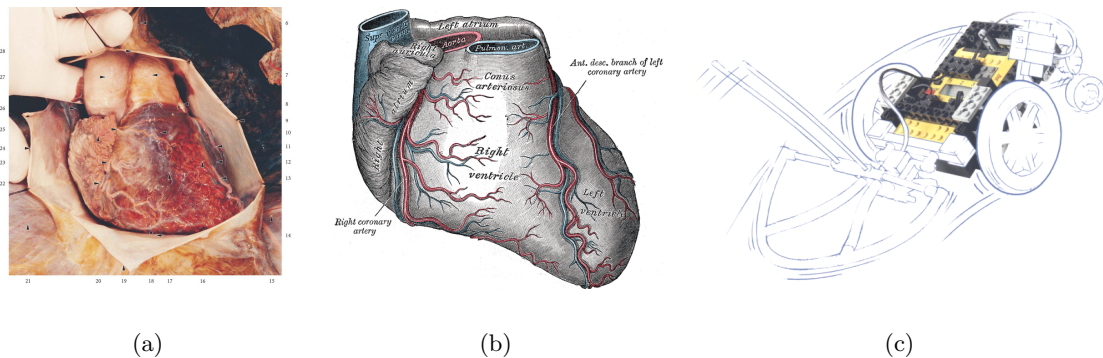 28
27
26
25
24
23
22
6
7
8
9
10
11
12
13
14
21 20 19 18 17 16 15
Left atrium
Aorta
Pulmon. art.
Right
auricula
Ant. desc. branch of left
coronary artery
Conus
arteriosus
Right
atrium
Right
ventricle
Left
ventricle
Right coronary
artery
(a)
(b)
(c)